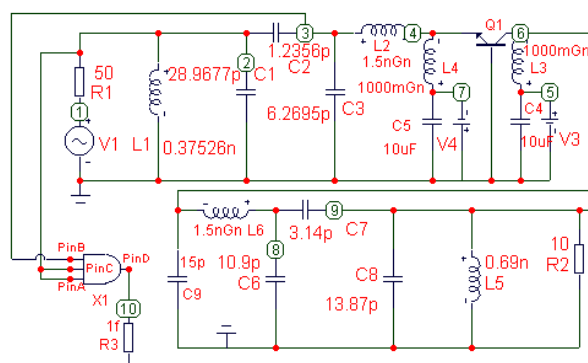 3
L2
1.5nGn
4
Q1
6
1000mGn
L3
50
R1
28.9677p
2
C1
1.2356p
C2
C3
L4
1000mGn
7
5
1
V1
L1
0.37526n
6.2695p
C5
10uF
V4
C4
10uF
V3
1.5nGn L6
9
3.14p
C7
PinB
PinC
PinA
PinD
X1
10
1f
R3
15p
C9
10.9p
C6
8
C8
13.87p
0.69n
L5
10
R2